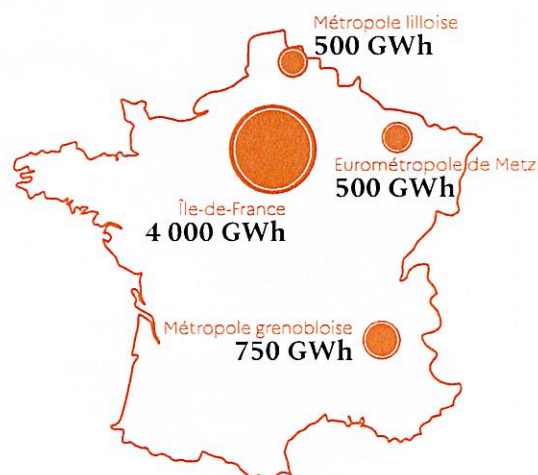 Métropole lilloise
500 GWh
Eurométropole de Metz
500 GWh
Île-de-France
4 000 GWh
Métropole grenobloise
750 GWh